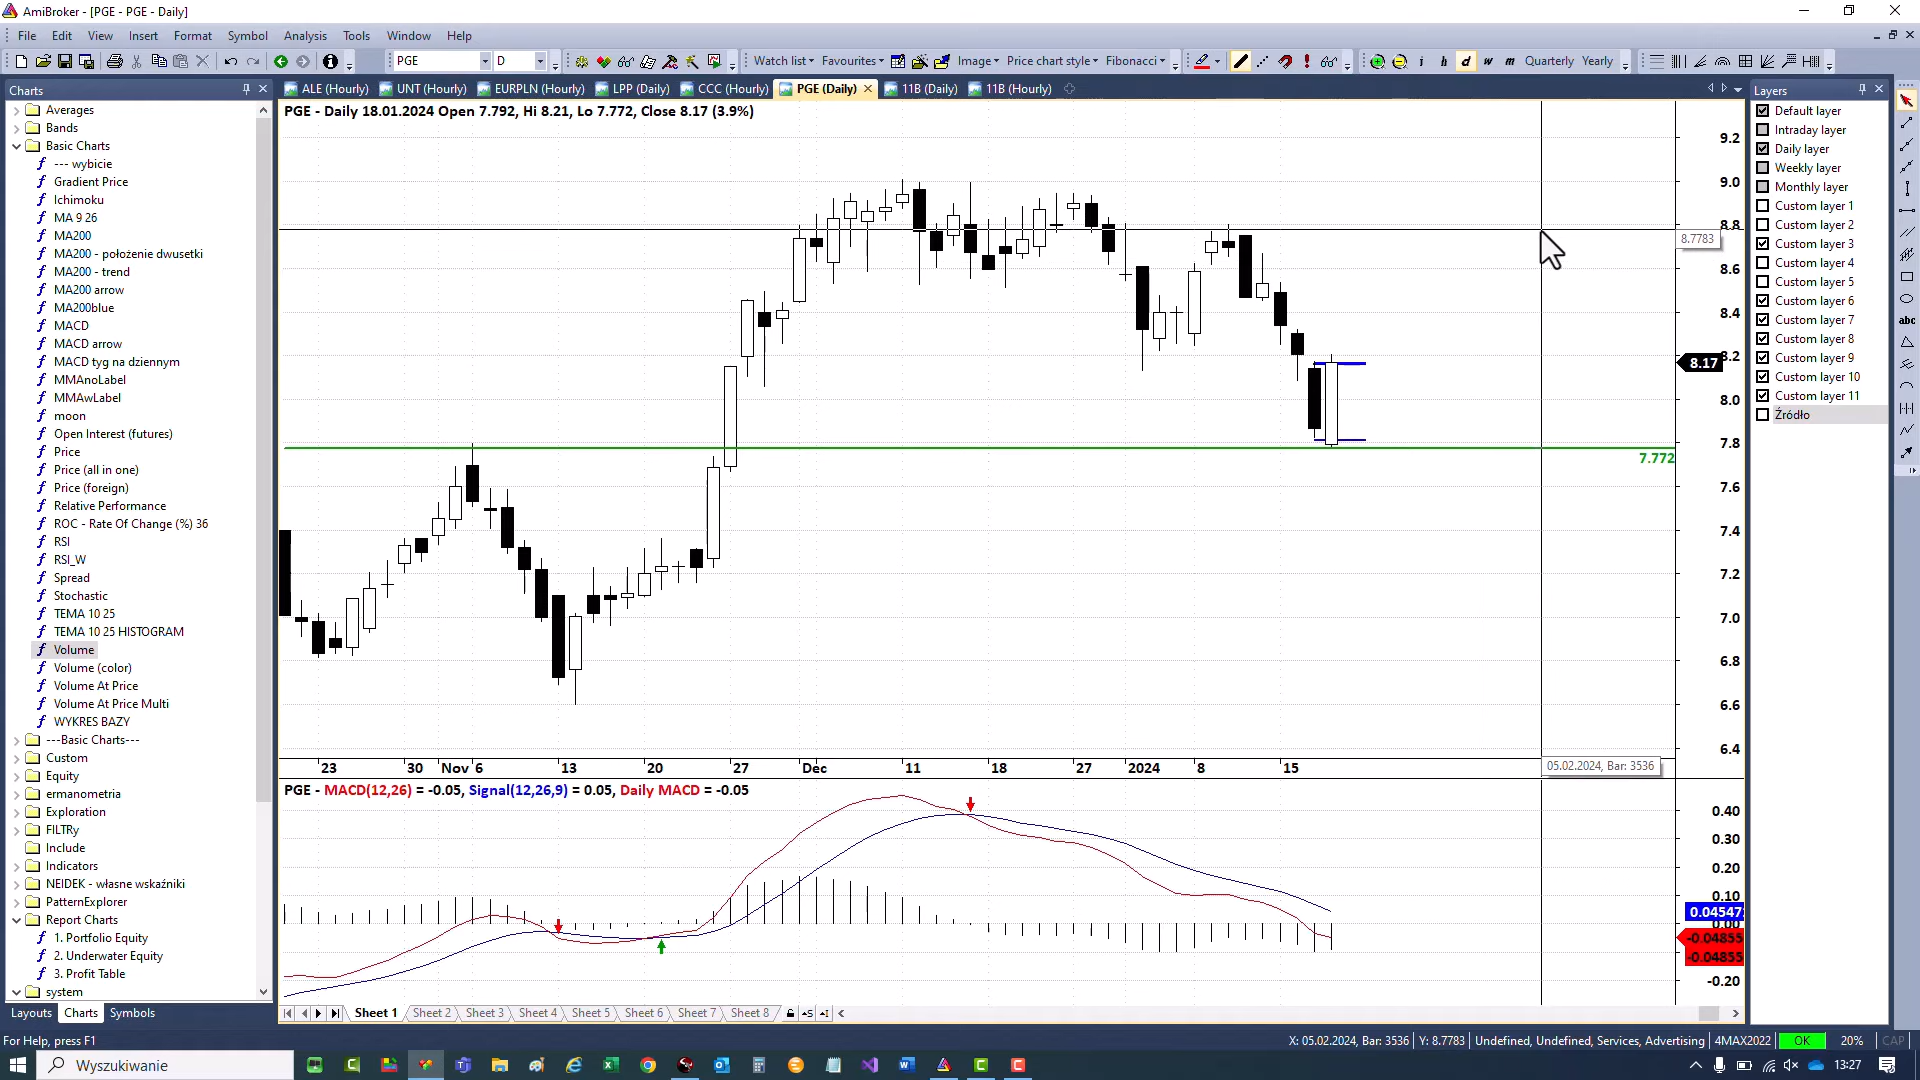 AmiBroker - [PGE - PGE - Daily]
File Edit View Insert Format Symbol Analysis Tools Window Help
PGE D Watch list Favourites Image Price chart style Fibonacci i h d w m Quarterly Yearly
Charts
ALE (Hourly) UNT (Hourly) EURPLN (Hourly) LPP (Daily) CCC (Hourly) PGE (Daily) 11B (Daily) 11B (Hourly)
Layers
Averages
Bands
Basic Charts
--- wybicie
Gradient Price
Ichimoku
MA 9 26
MA200
MA200 - położenie dwusetki
MA200 - trend
MA200 arrow
MA200blue
MACD
MACD arrow
MACD tyg na dziennym
MMAnoLabel
MMAwLabel
moon
Open Interest (futures)
Price
Price (all in one)
Price (foreign)
Relative Performance
ROC - Rate Of Change (%) 36
RSI
RSI_W
Spread
Stochastic
TEMA 10 25
TEMA 10 25 HISTOGRAM
Volume
Volume (color)
Volume At Price
Volume At Price Multi
WYKRES BAZY
---Basic Charts---
Custom
Equity
ermanometria
Exploration
FILTRy
Include
Indicators
NEIDEK - własne wskaźniki
PatternExplorer
Report Charts
1. Portfolio Equity
2. Underwater Equity
3. Profit Table
system
Layouts Charts Symbols
PGE - Daily 18.01.2024 Open 7.792, Hi 8.21, Lo 7.772, Close 8.17 (3.9%)
9.2
9.0
8.8
8.7783
8.6
8.4
8.2
8.17
8.0
7.8
7.772
7.6
7.4
7.2
7.0
6.8
6.6
6.4
23 30 Nov 6 13 20 27 Dec 11 18 27 2024 8 15
05.02.2024, Bar: 3536
PGE - MACD(12,26) = -0.05, Signal(12,26,9) = 0.05, Daily MACD = -0.05
0.40
0.30
0.20
0.10
0.04547
0.00
-0.04855
-0.04855
-0.20
Sheet 1 Sheet 2 Sheet 3 Sheet 4 Sheet 5 Sheet 6 Sheet 7 Sheet 8
Default layer
Intraday layer
Daily layer
Weekly layer
Monthly layer
Custom layer 1
Custom layer 2
Custom layer 3
Custom layer 4
Custom layer 5
Custom layer 6
Custom layer 7
Custom layer 8
Custom layer 9
Custom layer 10
Custom layer 11
Źródło
abc
For Help, press F1
X: 05.02.2024, Bar: 3536 Y: 8.7783 Undefined, Undefined, Services, Advertising 4MAX2022 OK 20% CAP
Wyszukiwanie
13:27